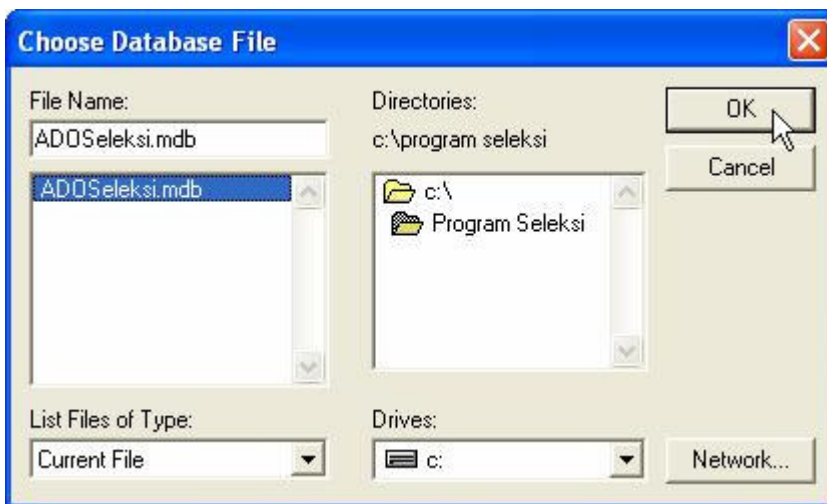 Choose Database File
File Name:
ADOSeleksi.mdb
ADOSeleksi.mdb
List Files of Type:
Current File
Directories:
c:\program seleksi
c:\
Program Seleksi
Drives:
c:
OK
Cancel
Network...